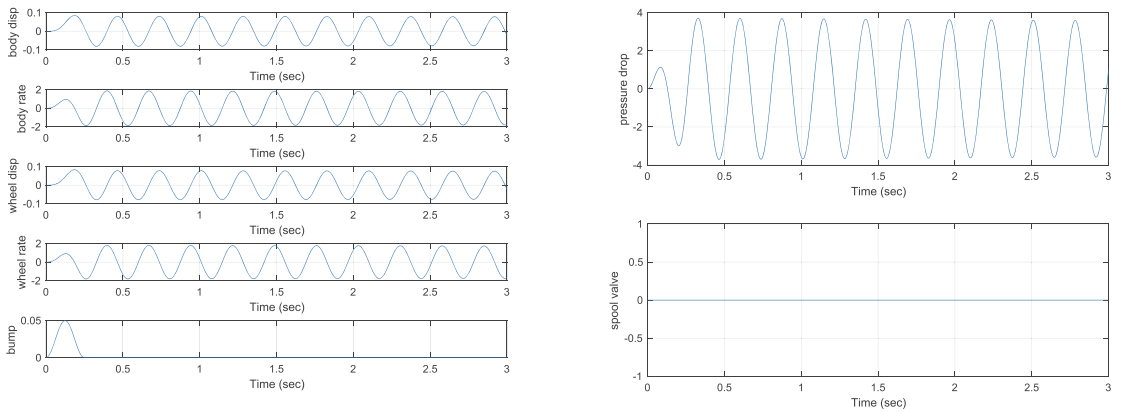 body disp
0.1
0
-0.1
0 0.5 1 1.5 2 2.5 3
Time (sec)
body rate
2
0
-2
0 0.5 1 1.5 2 2.5 3
Time (sec)
wheel disp
0.1
0
-0.1
0 0.5 1 1.5 2 2.5 3
Time (sec)
wheel rate
2
0
-2
0 0.5 1 1.5 2 2.5 3
Time (sec)
bump
0.05
0
0 0.5 1 1.5 2 2.5 3
Time (sec)
pressure drop
4
2
0
-2
-4
0 0.5 1 1.5 2 2.5 3
Time (sec)
spool valve
1
0.5
0
-0.5
-1
0 0.5 1 1.5 2 2.5 3
Time (sec)